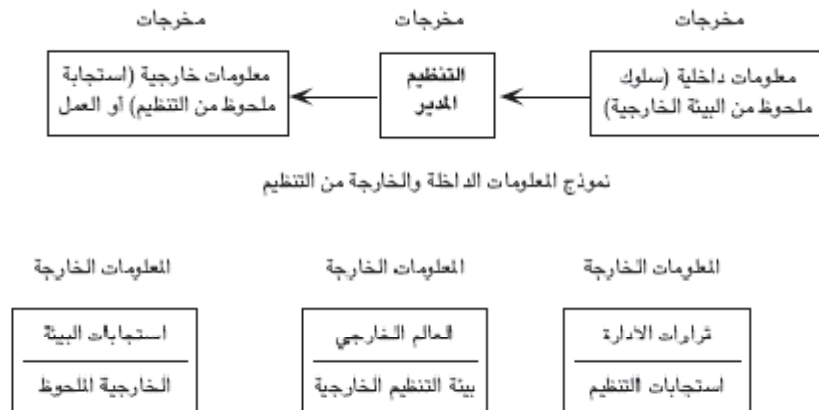 مخرجات
مخرجات
مخرجات
معلومات داخلية (سلوك
ملحوظ من البيئة الخارجية)
التنظيم
المدير
معلومات خارجية (استجابة
ملحوظ من التنظيم) أو العمل
نموذج المعلومات الداخلة والخارجة من التنظيم
المعلومات الخارجة
المعلومات الخارجة
المعلومات الخارجة
قرارات الادارة
استجابات التنظيم
العالم الخارجي
بيئة التنظيم الخارجية
استجابات البيئة
الخارجية الملحوظ